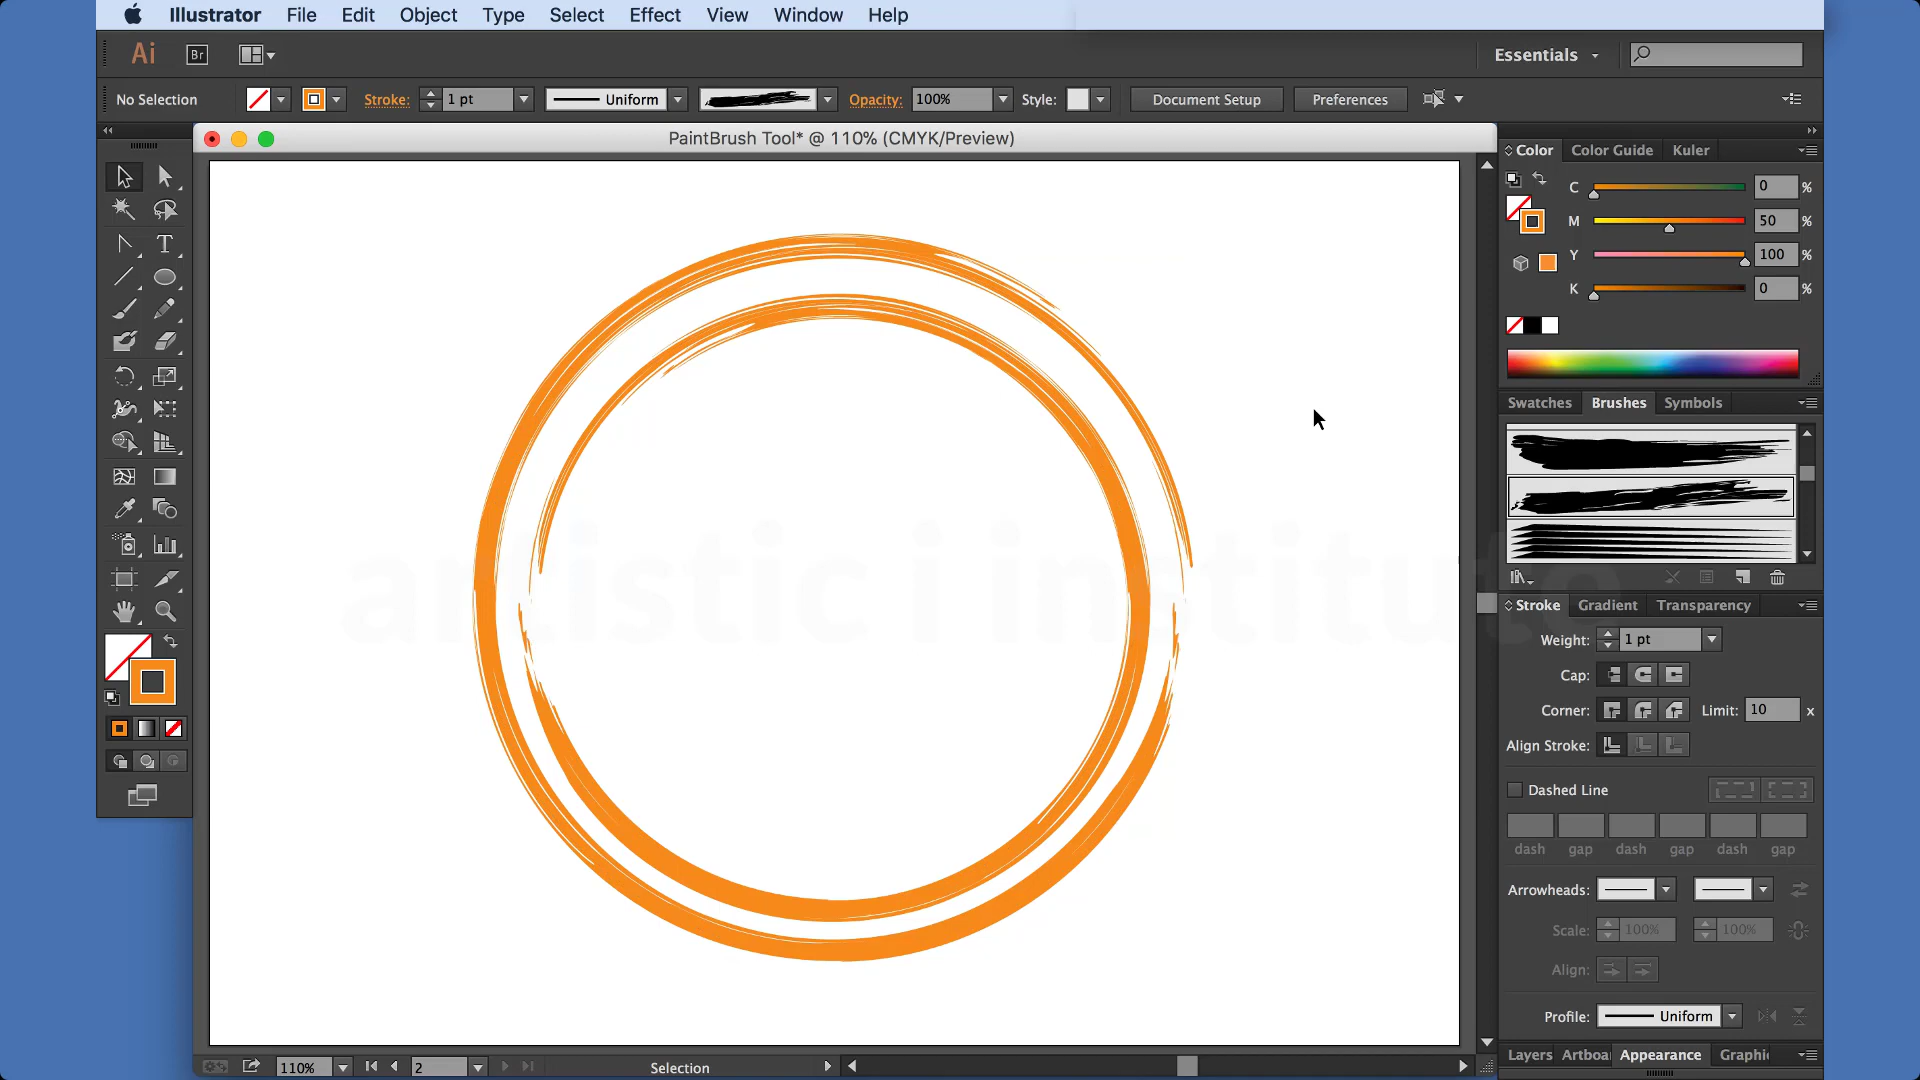 Illustrator File Edit Object Type Select Effect View Window Help
Ai Br Essentials
No Selection Stroke: 1 pt Uniform Opacity: 100% Style: Document Setup Preferences
PaintBrush Tool* @ 110% (CMYK/Preview)
Color Color Guide Kuler
C 0 %
M 50 %
Y 100 %
K 0 %
Swatches Brushes Symbols
artistic i institute
Stroke Gradient Transparency
Weight: 1 pt
Cap:
Corner: Limit: 10 x
Align Stroke:
Dashed Line
dash gap dash gap dash gap
Arrowheads:
Scale: 100% 100%
Align:
Profile: Uniform
Layers Artboa Appearance Graphi
110% 2 Selection